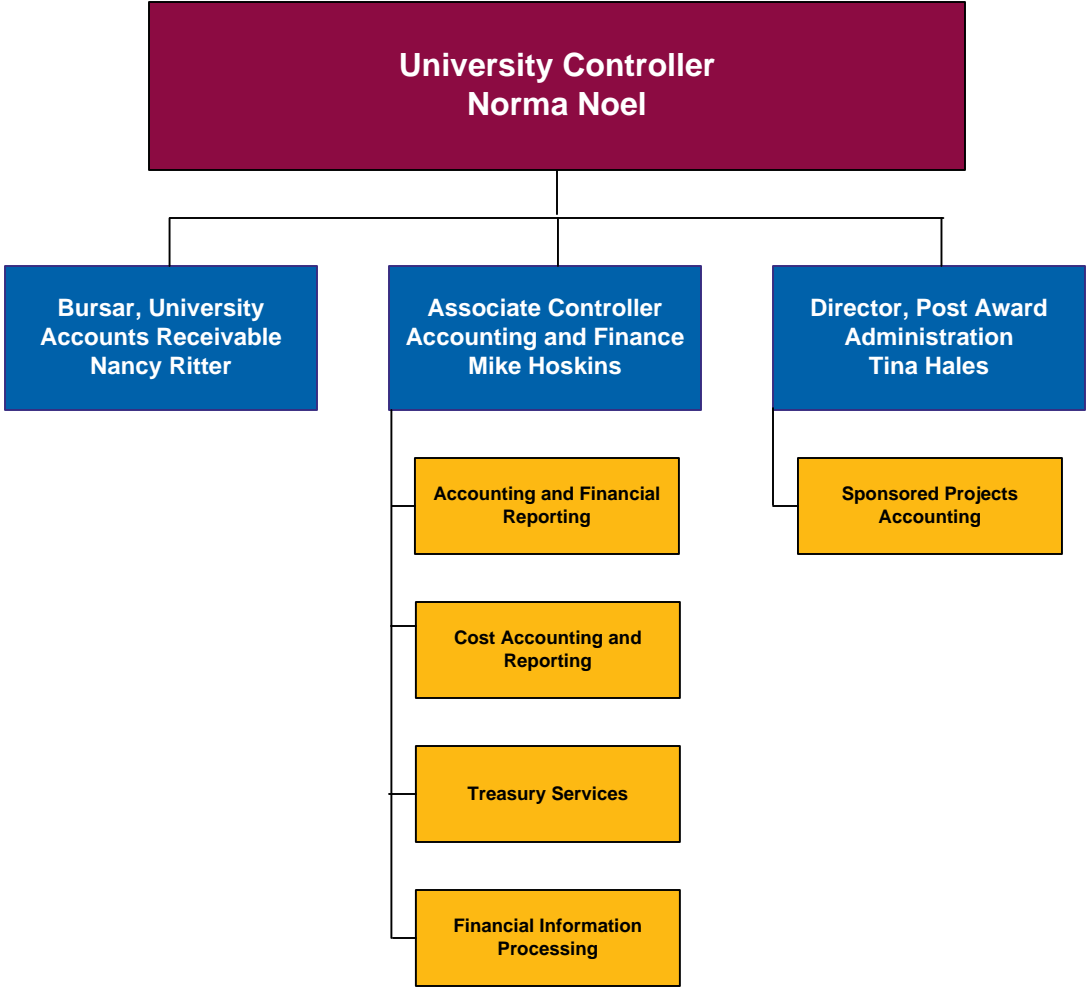 University Controller
Norma Noel
Bursar, University
Accounts Receivable
Nancy Ritter
Associate Controller
Accounting and Finance
Mike Hoskins
Director, Post Award
Administration
Tina Hales
Accounting and Financial
Reporting
Cost Accounting and
Reporting
Treasury Services
Financial Information
Processing
Sponsored Projects
Accounting